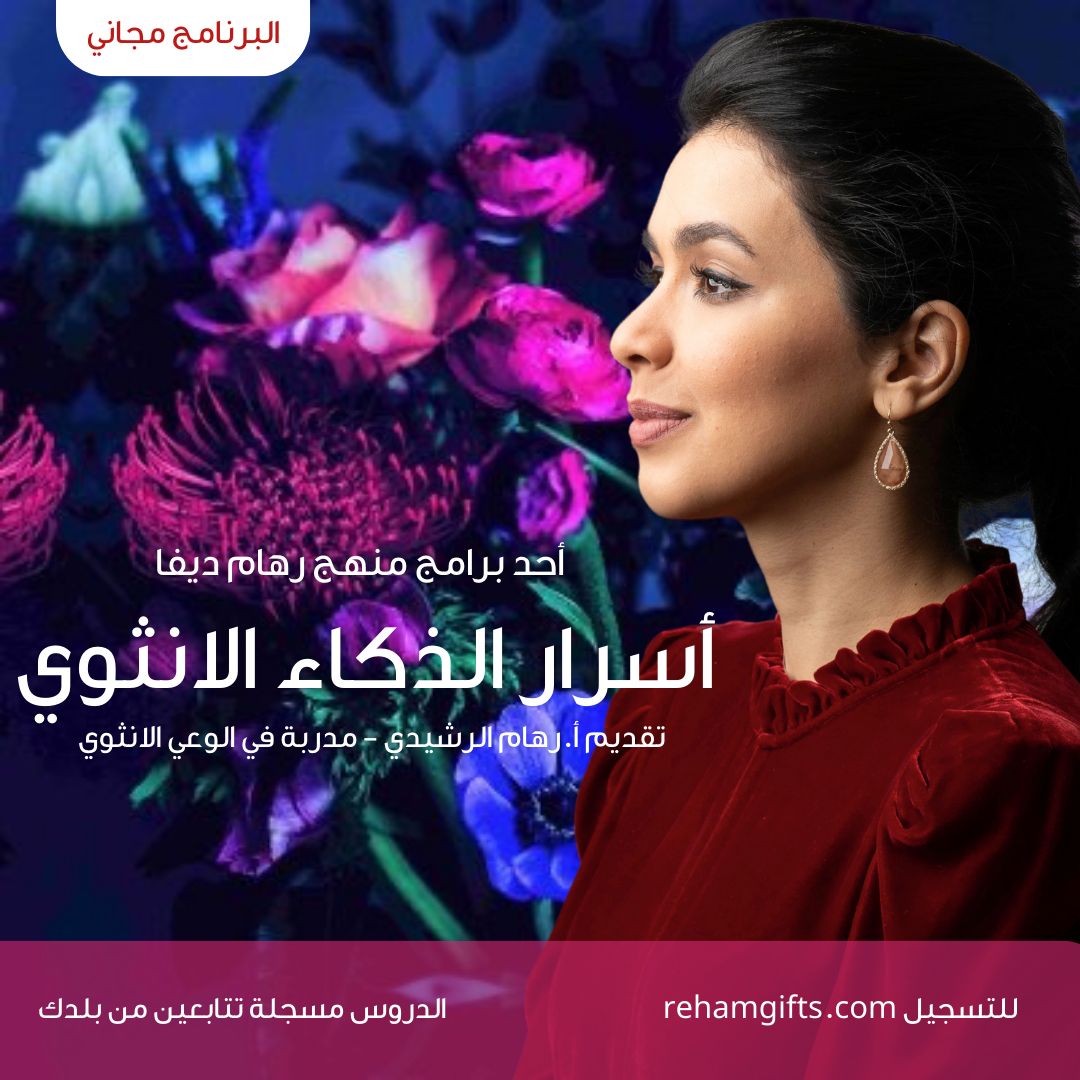 البرنامج مجاني
أحد برامج منهج رهام ديفا
أسرار الذكاء الانثوي
تقديم أ. رهام الرشيدي - مدربة في الوعي الانثوي
للتسجيل rehamgifts.com
الدروس مسجلة تتابعين من بلدك